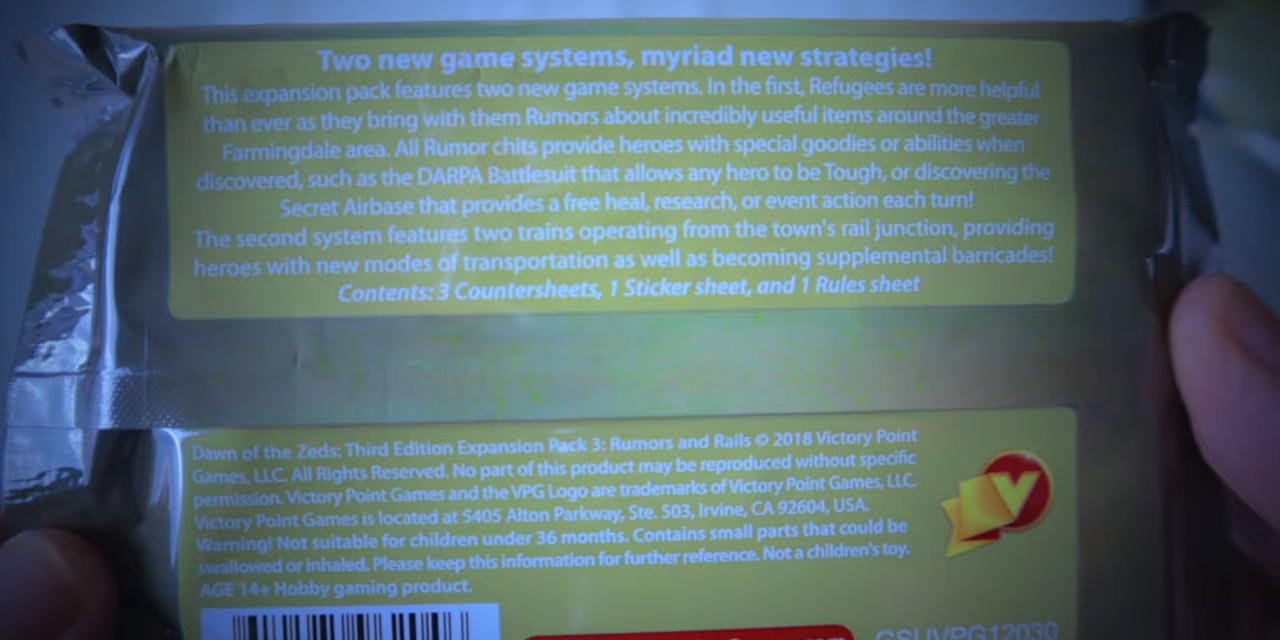 Two new game systems, myriad new strategies!
This expansion pack features two new game systems. In the first, Refugees are more helpful
than ever as they bring with them Rumors about incredibly useful items around the greater
Farmingdale area. All Rumor chits provide heroes with special goodies or abilities when
discovered, such as the DARPA Battlesuit that allows any hero to be Tough, or discovering the
Secret Airbase that provides a free heal, research, or event action each turn!
The second system features two trains operating from the town's rail junction, providing
heroes with new modes of transportation as well as becoming supplemental barricades!
Contents: 3 Countersheets, 1 Sticker sheet, and 1 Rules sheet
Dawn of the Zeds: Third Edition Expansion Pack 3: Rumors and Rails © 2018 Victory Point
Games, LLC. All Rights Reserved. No part of this product may be reproduced without specific
permission. Victory Point Games and the VPG Logo are trademarks of Victory Point Games, LLC.
Victory Point Games is located at 5405 Alton Parkway, Ste. 503, Irvine, CA 92604, USA.
Warning! Not suitable for children under 36 months. Contains small parts that could be
swallowed or inhaled. Please keep this information for further reference. Not a children's toy.
AGE 14+ Hobby gaming product.
V
GSUVPG12030